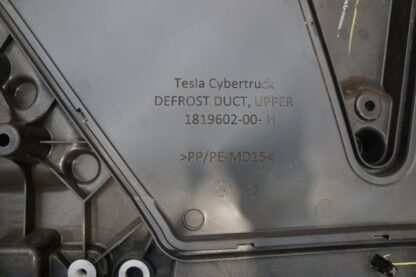 Tesla Cybertruck
DEFROST DUCT, UPPER
1819602-00- H
>PP/PE-MD15<